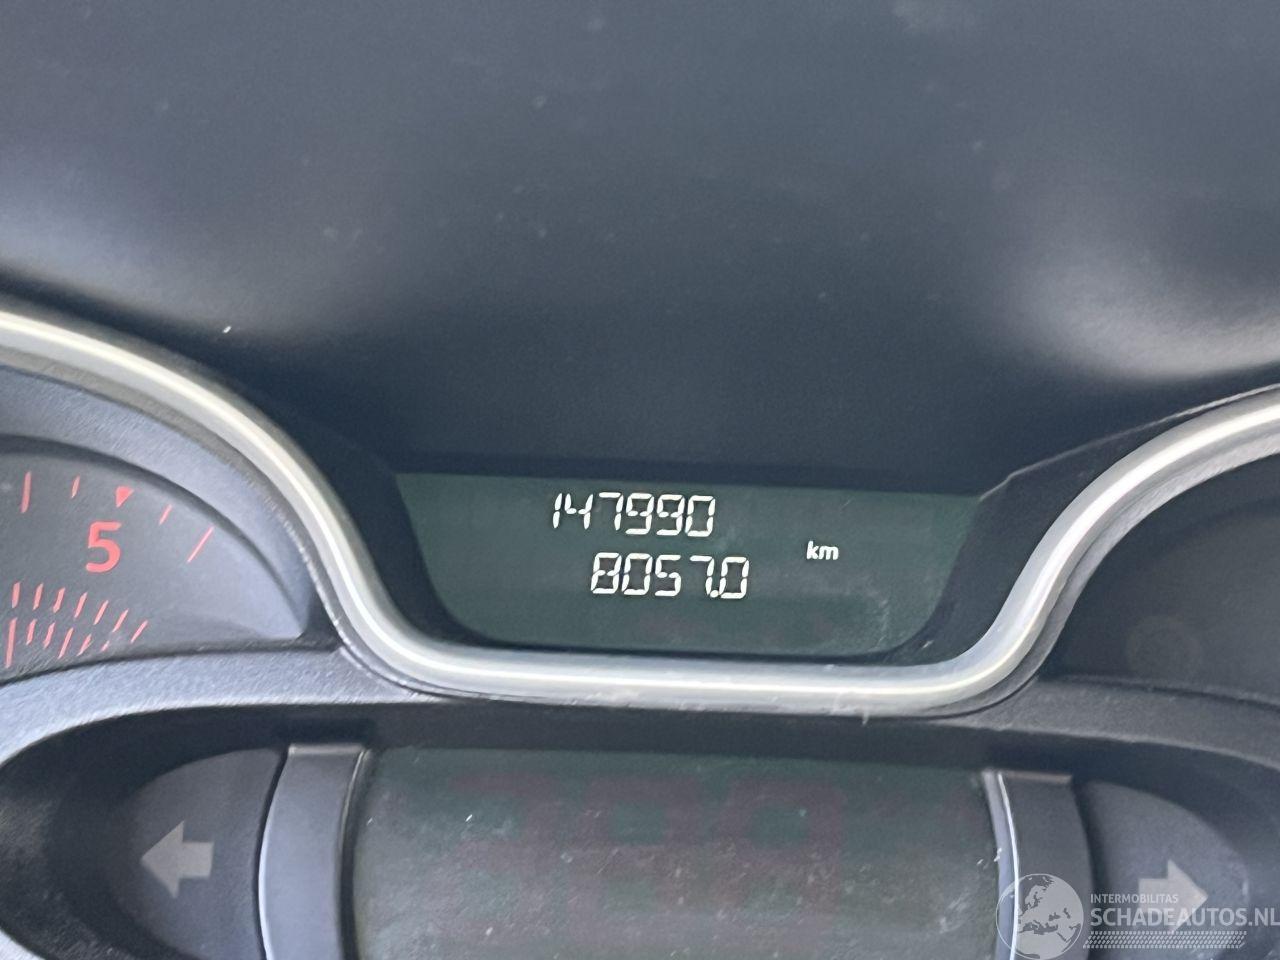 147990
km
8057.0
5
INTERMOBILITAS
SCHADEAUTOS.NL